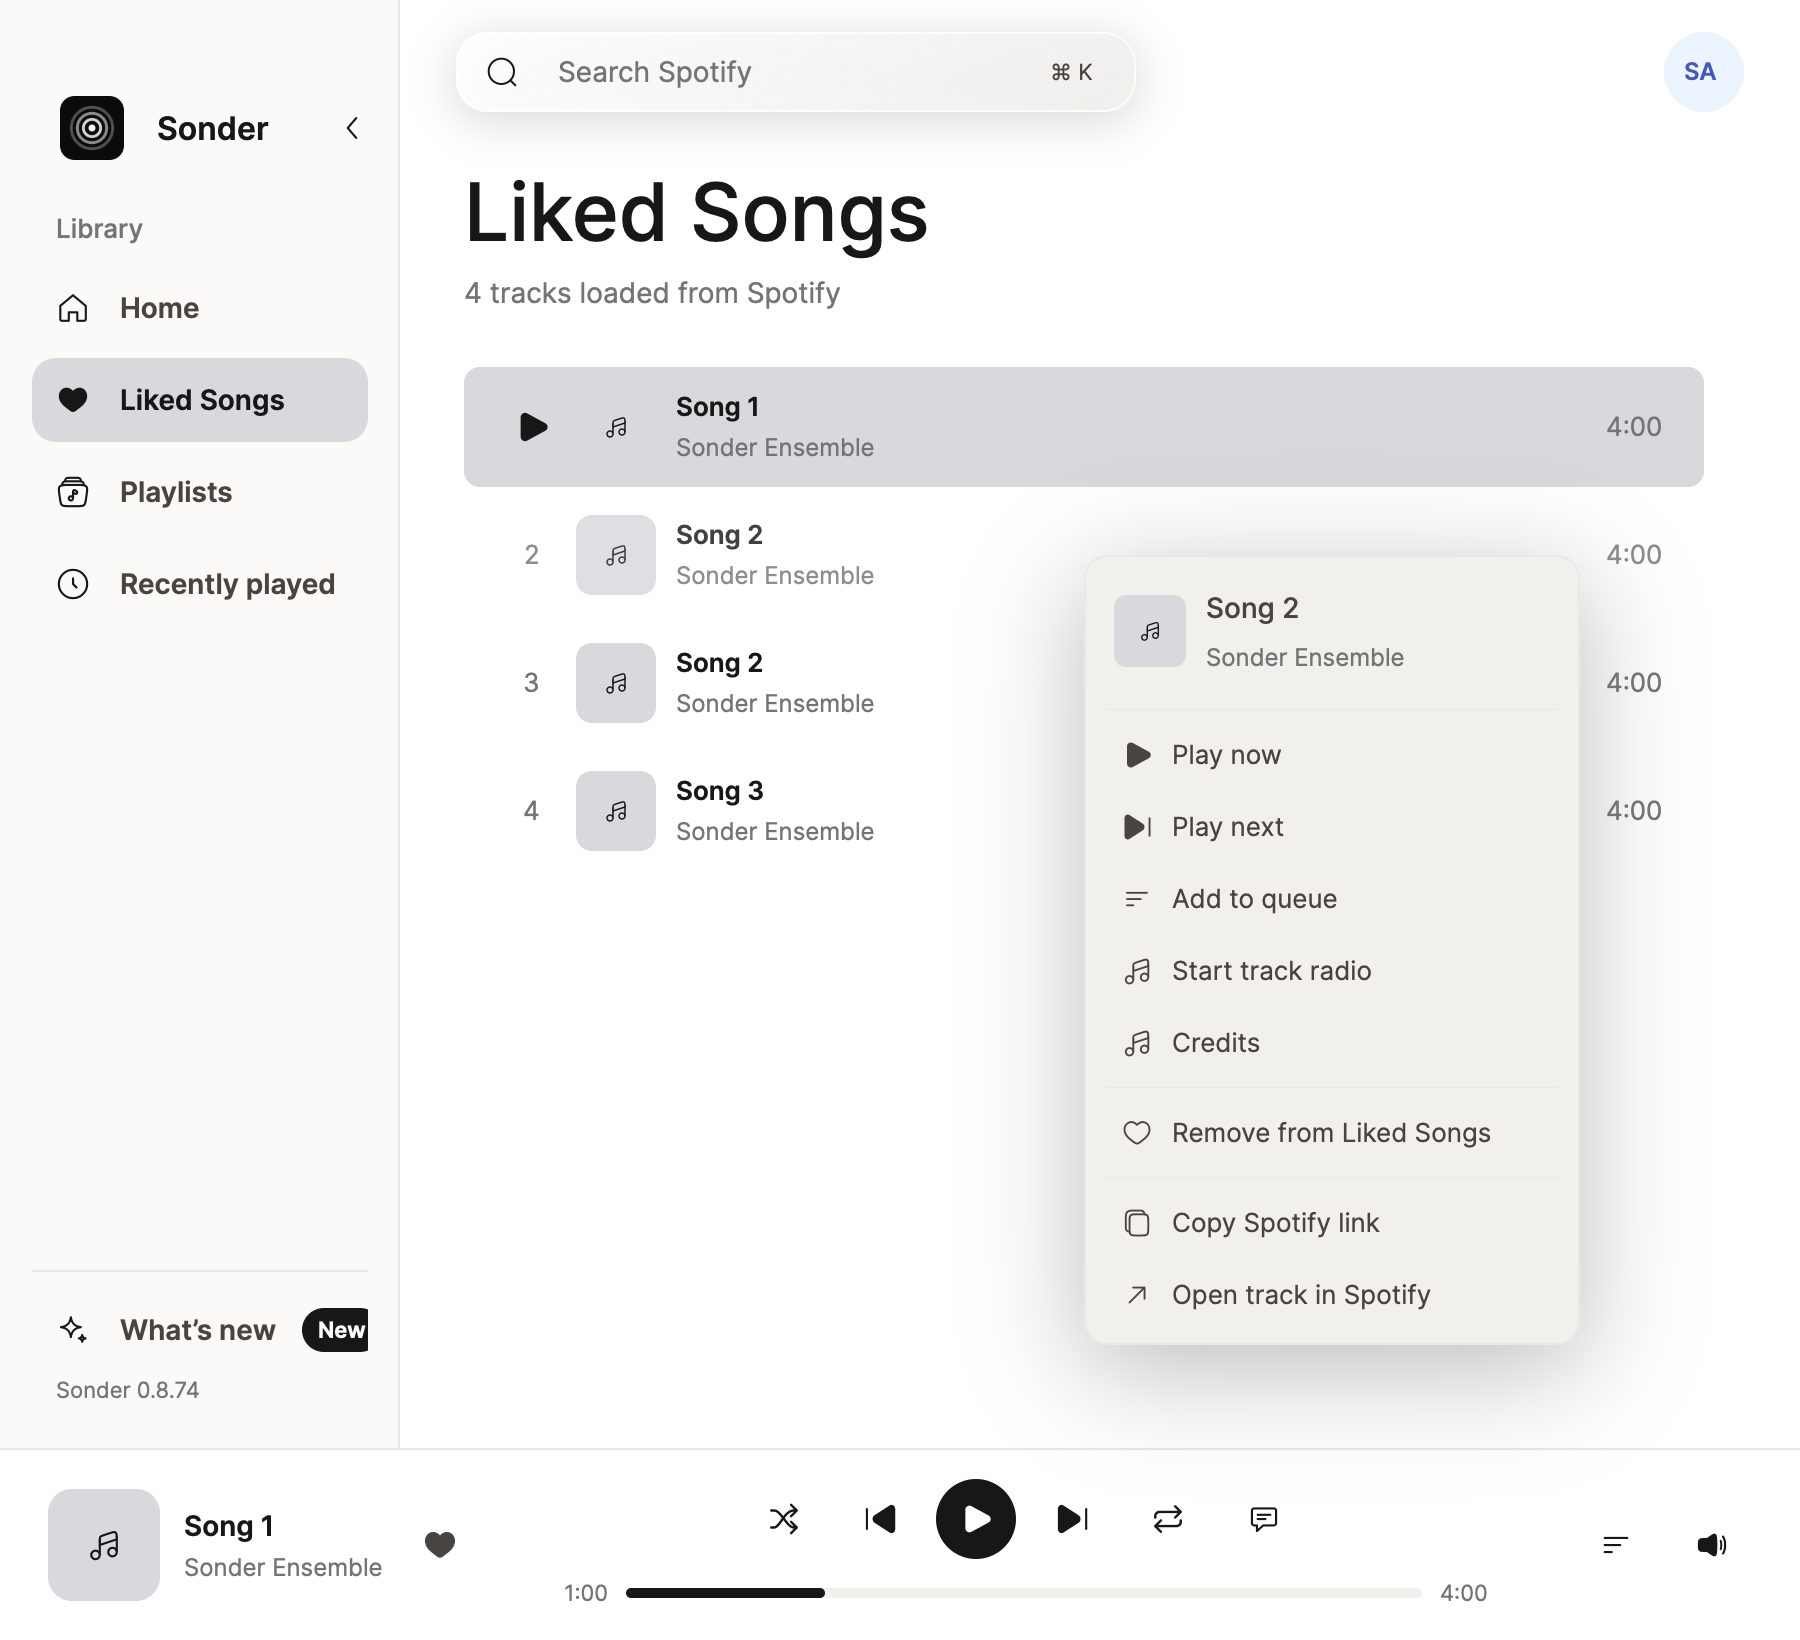 Search Spotify
⌘ K
SA
Sonder
Library
Home
Liked Songs
Playlists
Recently played
What’s new
New
Sonder 0.8.74
Liked Songs
4 tracks loaded from Spotify
Song 1
Sonder Ensemble
4:00
2
Song 2
Sonder Ensemble
4:00
3
Song 2
Sonder Ensemble
4:00
4
Song 3
Sonder Ensemble
4:00
Song 2
Sonder Ensemble
Play now
Play next
Add to queue
Start track radio
Credits
Remove from Liked Songs
Copy Spotify link
Open track in Spotify
Song 1
Sonder Ensemble
1:00
4:00